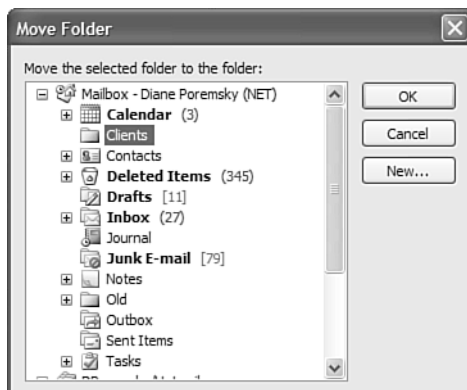 Move Folder
Move the selected folder to the folder:
Mailbox - Diane Poremsky (NET)
Calendar (3)
Clients
Contacts
Deleted Items (345)
Drafts [11]
Inbox (27)
Journal
Junk E-mail [79]
Notes
Old
Outbox
Sent Items
Tasks
OK
Cancel
New...